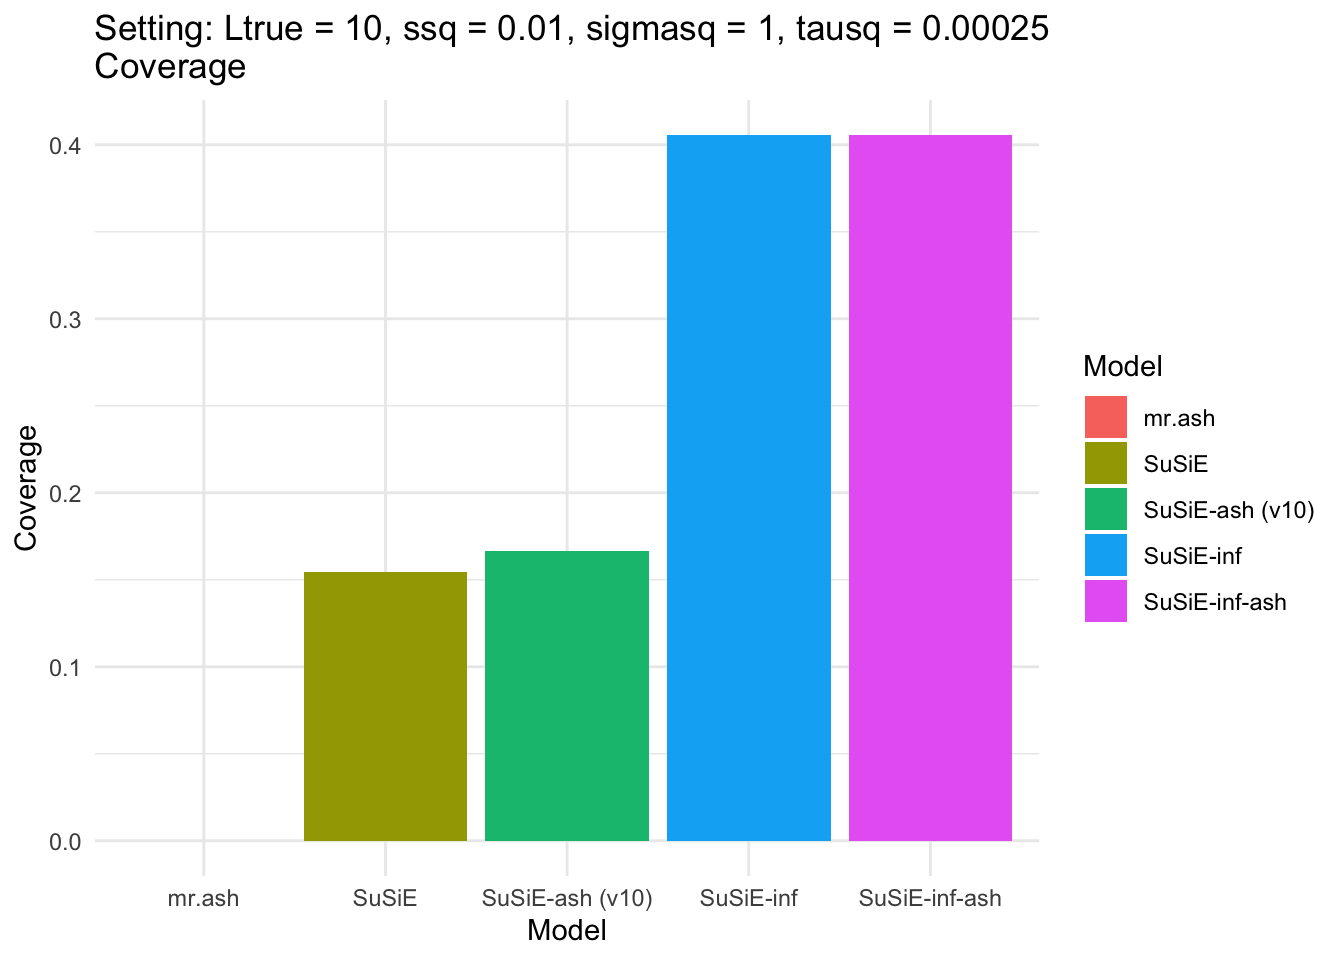 Setting: Ltrue = 10, ssq = 0.01, sigmasq = 1, tausq = 0.00025
Coverage
0.4
0.3
0.2
0.1
0.0
Coverage
mr.ash
SuSiE
SuSiE-ash (v10)
SuSiE-inf
SuSiE-inf-ash
Model
Model
mr.ash
SuSiE
SuSiE-ash (v10)
SuSiE-inf
SuSiE-inf-ash